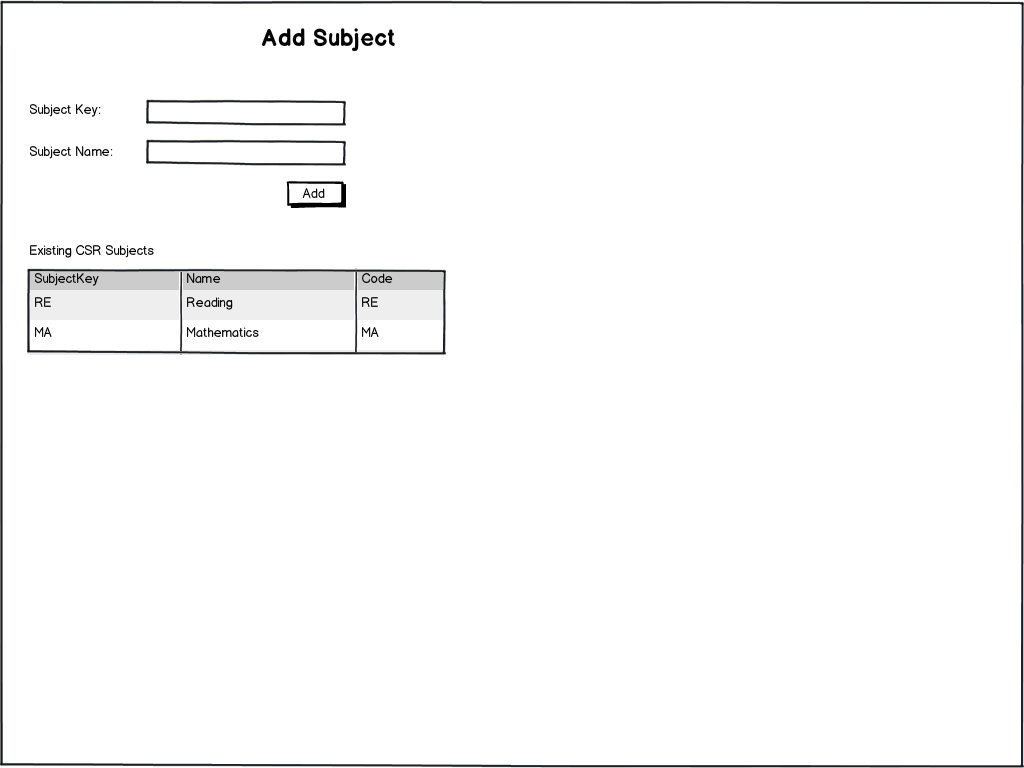 Add Subject
Subject Key:
Subject Name:
Add
Existing CSR Subjects
SubjectKey Name Code
RE Reading RE
MA Mathematics MA